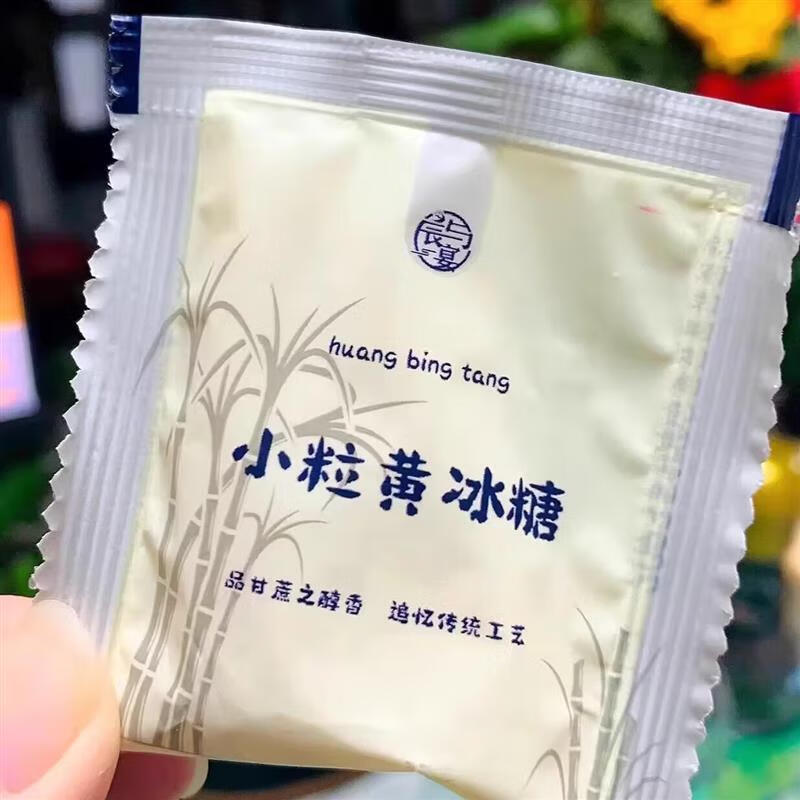 huang bing tang
小粒黄冰糖
品甘蔗之醇香 追忆传统工艺